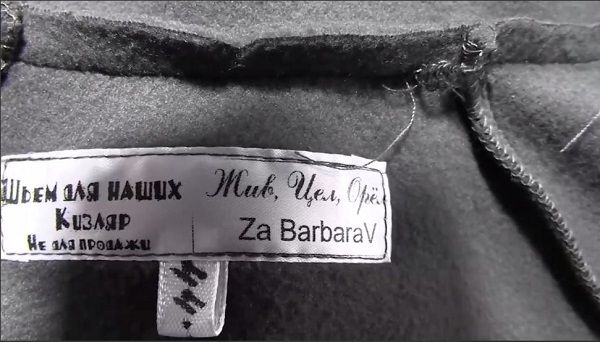 Шьем для наших
Кизляр
Не для продажи
Жив, Цел, Орёл
Za BarbaraV